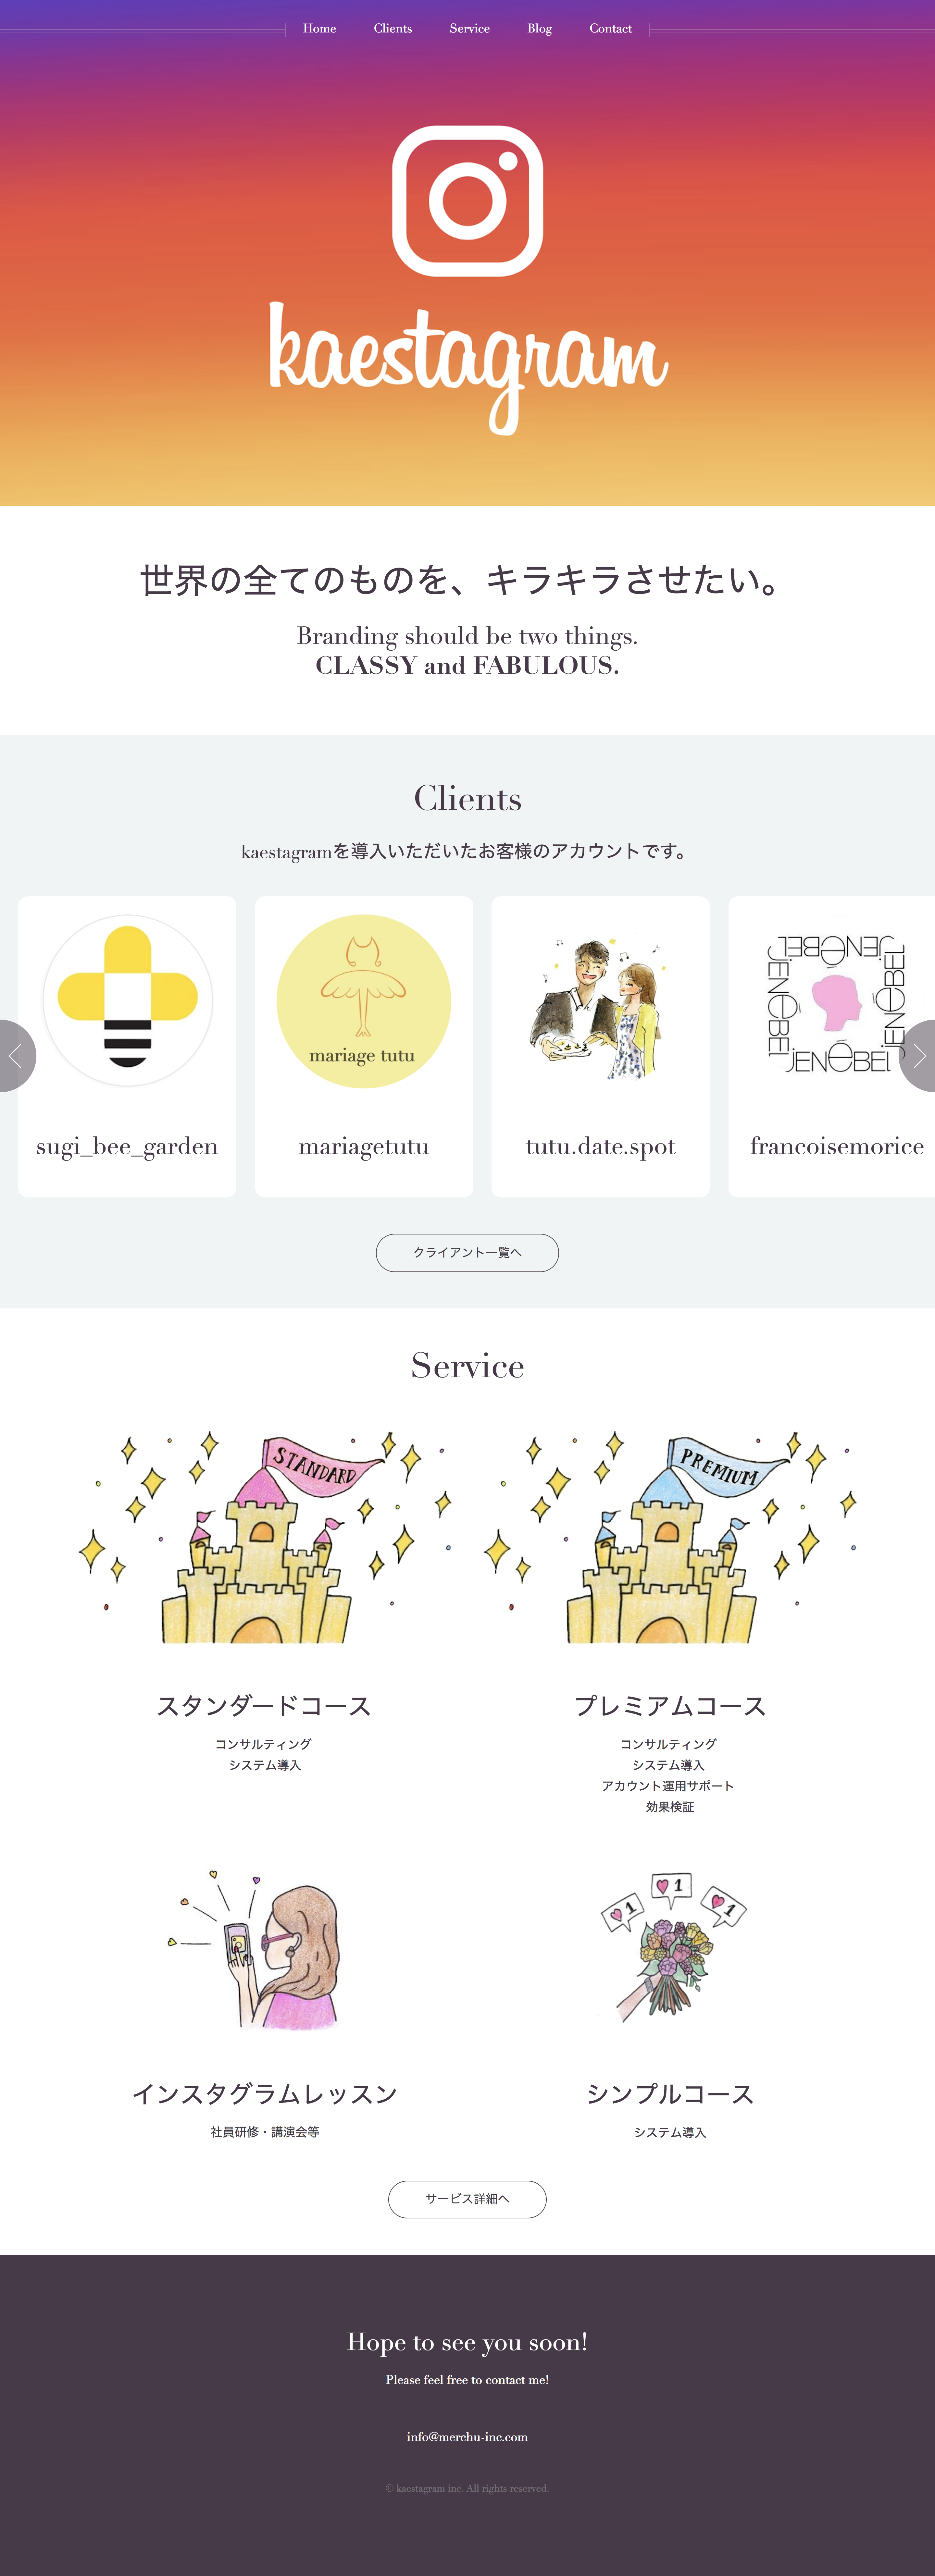 Home Clients Service Blog Contact
kaestagram
世界の全てのものを、キラキラさせたい。
Branding should be two things.
CLASSY and FABULOUS.
Clients
kaestagramを導入いただいたお客様のアカウントです。
mariage tutu
JENēBEL
JENēBEL
JENēBEL
JENēBEL
sugi_bee_garden
mariagetutu
tutu.date.spot
francoisemorice
クライアント一覧へ
Service
STANDARD
PREMIUM
スタンダードコース
コンサルティング
システム導入
プレミアムコース
コンサルティング
システム導入
アカウント運用サポート
効果検証
1
1
1
インスタグラムレッスン
社員研修・講演会等
シンプルコース
システム導入
サービス詳細へ
Hope to see you soon!
Please feel free to contact me!
info@merchu-inc.com
© kaestagram inc. All rights reserved.